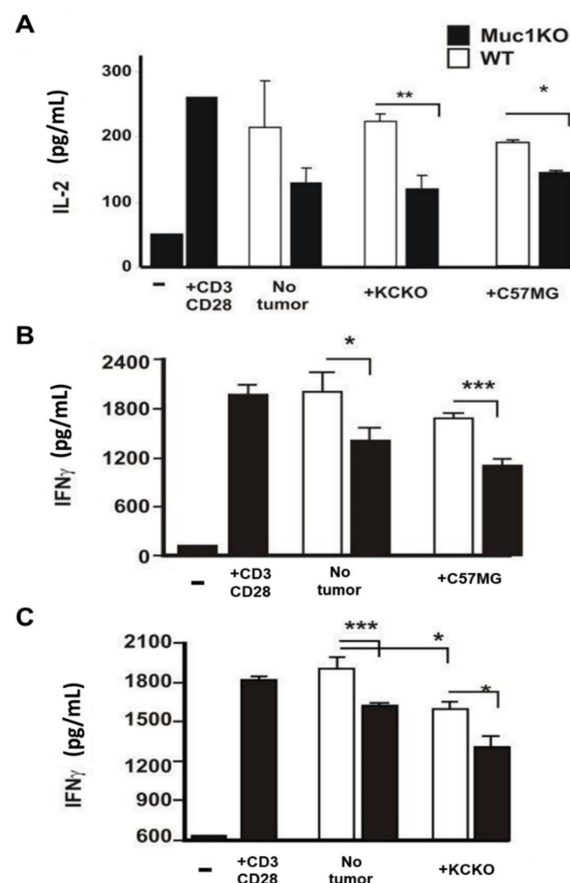 A
Muc1KO
WT
IL-2 (pg/mL)
300
**
*
200
100
0
–
+CD3
CD28
No
tumor
+KCKO
+C57MG
B
IFNγ (pg/mL)
2400
*
***
1800
1200
600
0
–
+CD3
CD28
No
tumor
+C57MG
C
IFNγ
(pg/mL)
2100
***
*
1800
*
1500
1200
900
600
–
+CD3
CD28
No
tumor
+KCKO